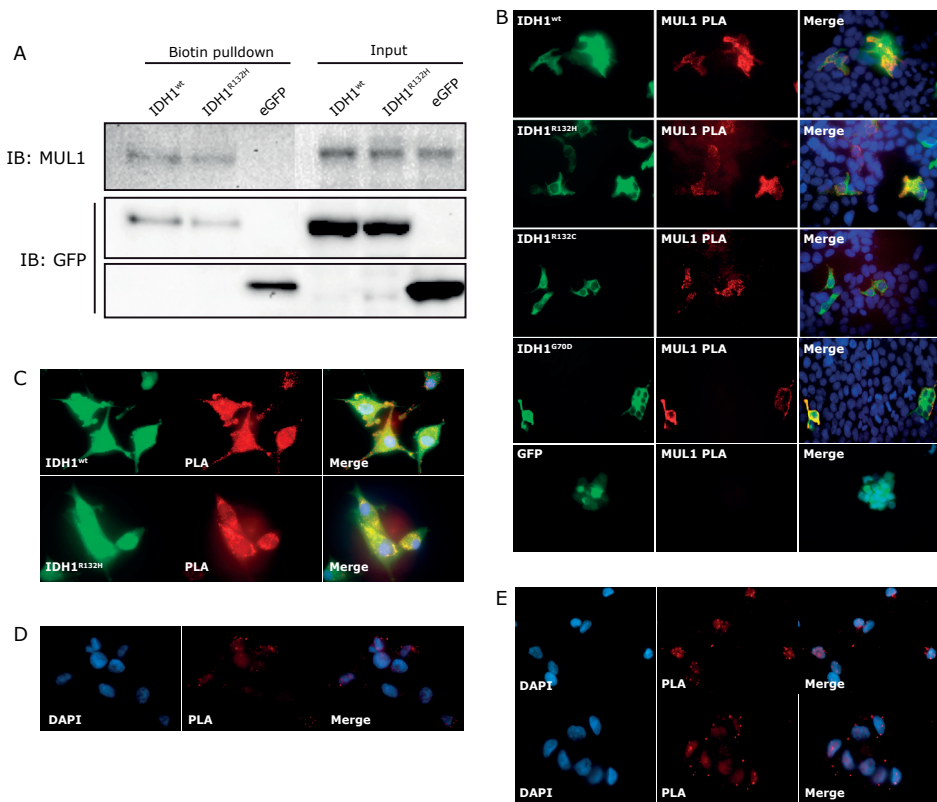 A
Biotin pulldown
Input
IDH1wt
IDH1R132H
eGFP
IDH1wt
IDH1R132H
eGFP
IB: MUL1
IB: GFP
B
IDH1wt
MUL1 PLA
Merge
IDH1R132H
MUL1 PLA
Merge
IDH1R132C
MUL1 PLA
Merge
IDH1G70D
MUL1 PLA
Merge
GFP
MUL1 PLA
Merge
C
IDH1wt
PLA
Merge
IDH1R132H
PLA
Merge
D
DAPI
PLA
Merge
E
DAPI
PLA
Merge
DAPI
PLA
Merge